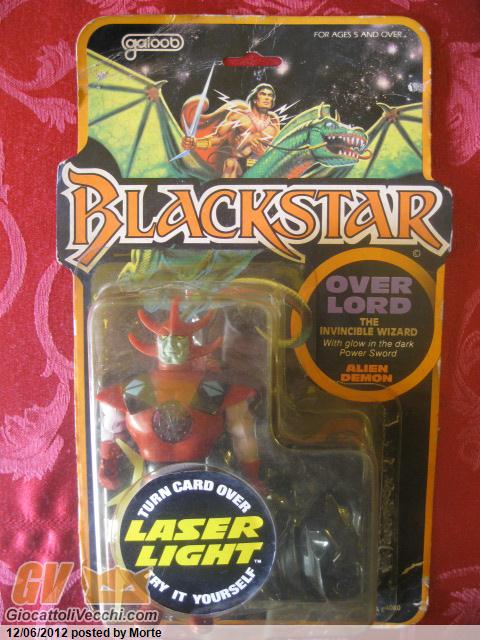 galoob
FOR AGES 5 AND OVER
BLACKSTAR
©
OVER
LORD
THE
INVINCIBLE WIZARD
With glow in the dark
Power Sword
ALIEN
DEMON
TURN CARD OVER
LASER
LIGHT™
TRY IT YOURSELF
GV
GiocattoliVecchi.com
12/06/2012 posted by Morte